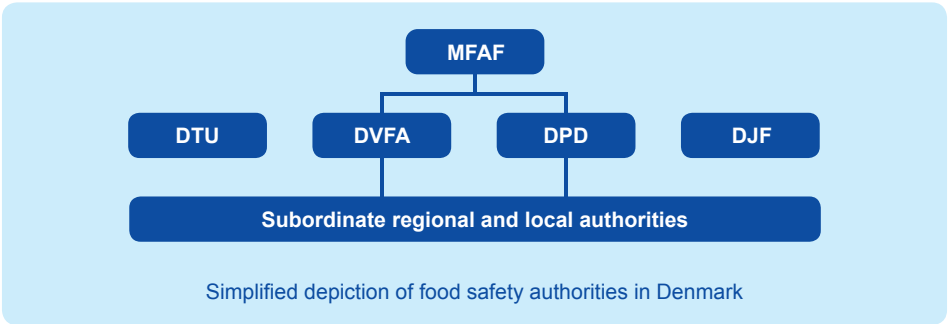 MFAF
DTU
DVFA
DPD
DJF
Subordinate regional and local authorities
Simplified depiction of food safety authorities in Denmark